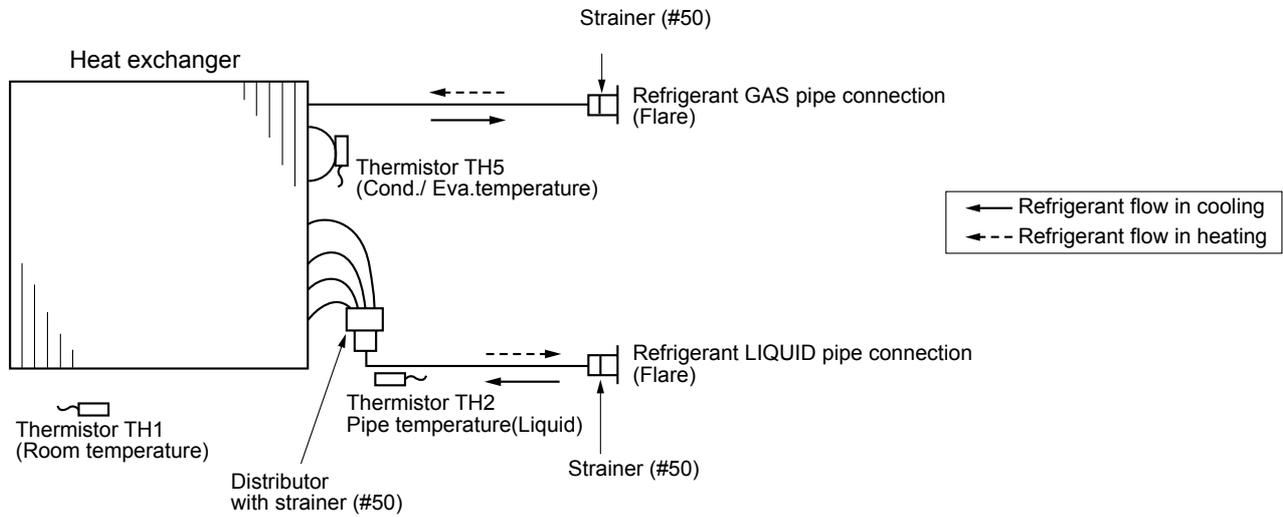 Strainer (#50)
Heat exchanger
Refrigerant GAS pipe connection
(Flare)
Thermistor TH5
(Cond./ Eva.temperature)
Refrigerant flow in cooling
Refrigerant flow in heating
Refrigerant LIQUID pipe connection
(Flare)
Thermistor TH2
Pipe temperature(Liquid)
Thermistor TH1
(Room temperature)
Strainer (#50)
Distributor
with strainer (#50)